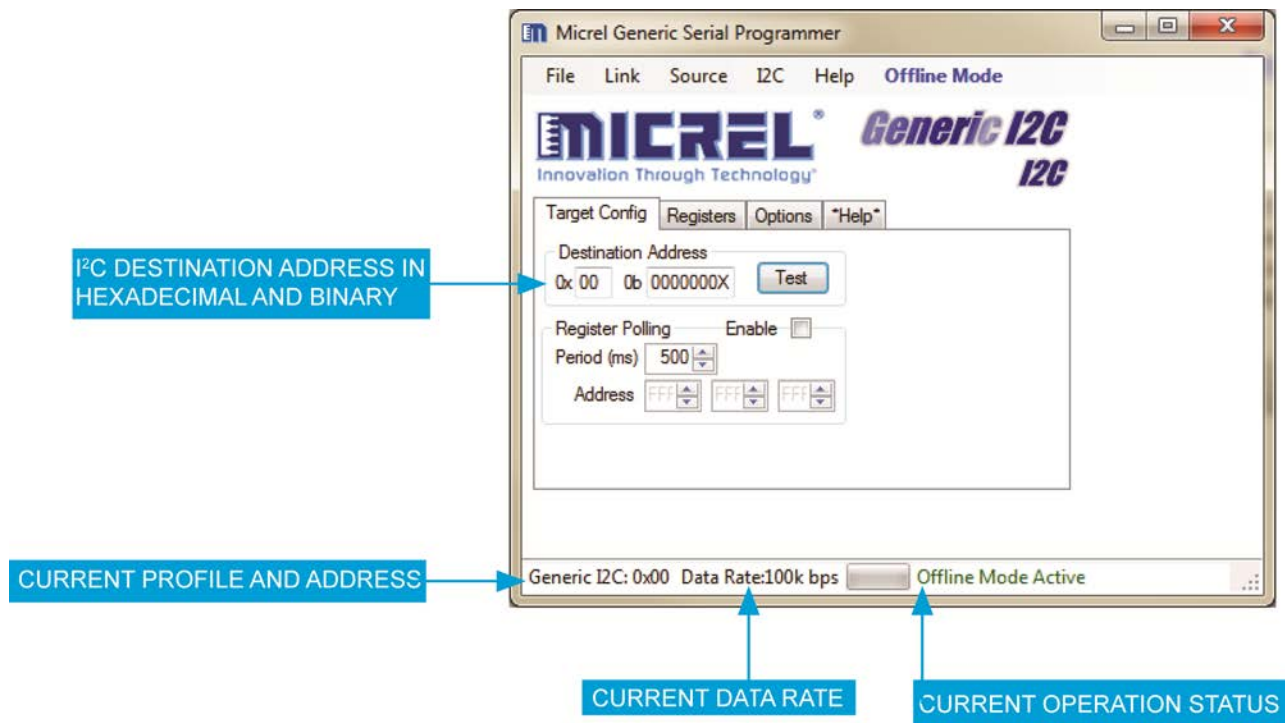 Micrel Generic Serial Programmer
File Link Source I2C Help Offline Mode
MICREL®
Innovation Through Technology®
Generic I2C
I2C
Target Config Registers Options *Help*
Destination Address
0x 00 0b 0000000X Test
I²C DESTINATION ADDRESS IN
HEXADECIMAL AND BINARY
Register Polling Enable
Period (ms) 500
Address FFF FFF FFF
CURRENT PROFILE AND ADDRESS
Generic I2C: 0x00 Data Rate:100k bps Offline Mode Active
CURRENT DATA RATE
CURRENT OPERATION STATUS